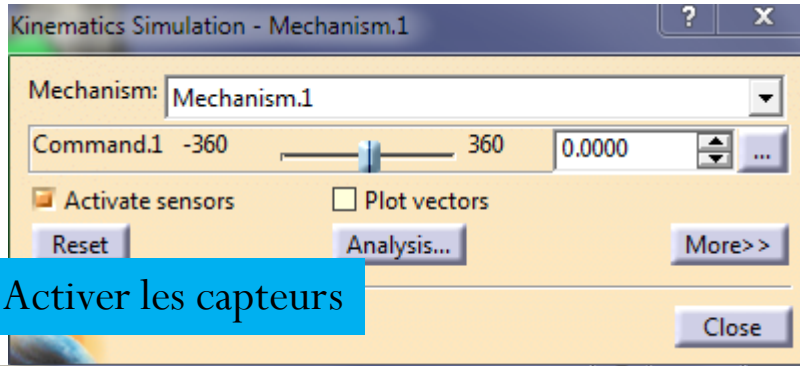 Kinematics Simulation - Mechanism.1 ? x
Mechanism: Mechanism.1
Command.1 -360 360 0.0000 ...
Activate sensors Plot vectors
Reset Analysis... More>>
Activer les capteurs
Close